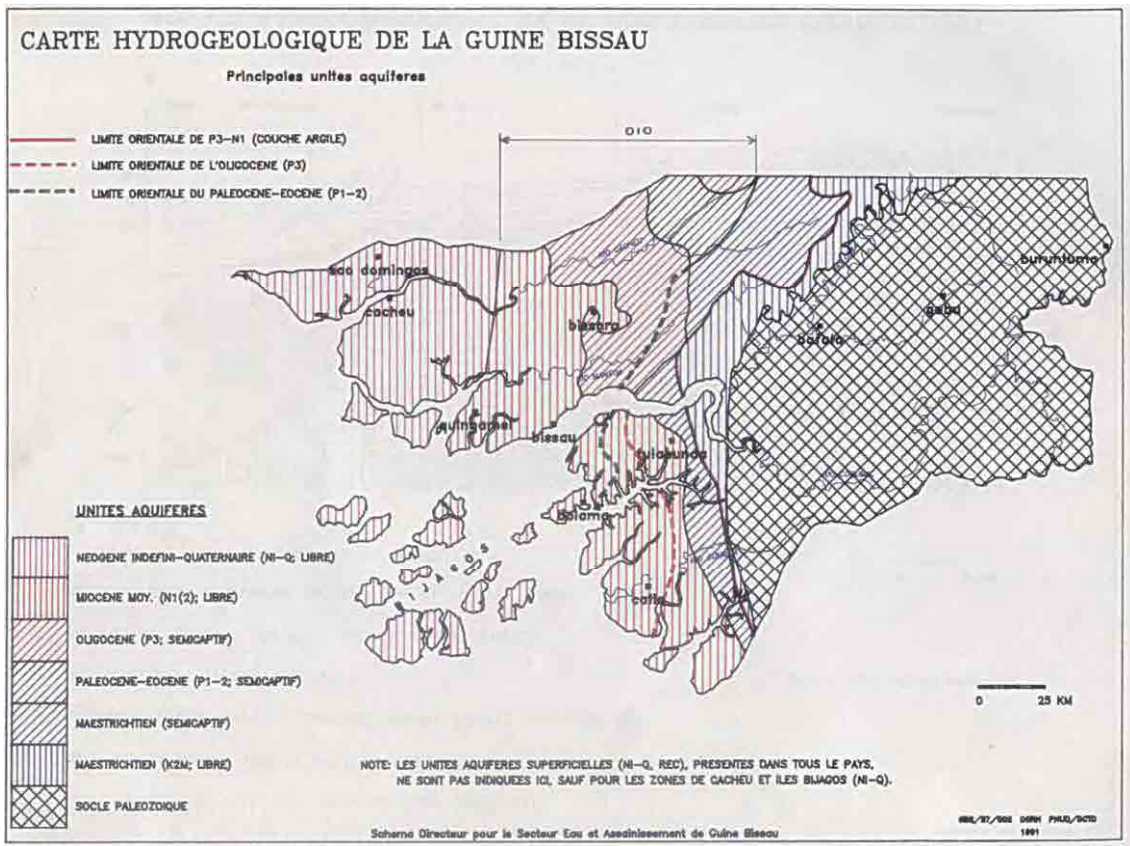 CARTE HYDROGEOLOGIQUE DE LA GUINE BISSAU
Principales unites aquiferes
LIMITE ORIENTALE DE P3-N1 (COUCHE ARGILE)
LIMITE ORIENTALE DE L'OLIGOCENE (P3)
LIMITE ORIENTALE DU PALEOCENE-EOCENE (P1-2)
010
sao domingos
cacheu
bissora
buruntuma
gabu
bafata
quinhamel
bissau
fulacunda
bolama
IJAGOS
catio
UNITES AQUIFERES
NEOGENE INDEFINI-QUATERNAIRE (NI-Q; LIBRE)
MIOCENE MOY. (N1(2); LIBRE)
OLIGOCENE (P3; SEMICAPTIF)
PALEOCENE-EOCENE (P1-2; SEMICAPTIF)
MAESTRICHTIEN (SEMICAPTIF)
MAESTRICHTIEN (K2M; LIBRE)
SOCLE PALEOZOIQUE
0 25 KM
NOTE: LES UNITES AQUIFERES SUPERFICIELLES (NI-Q, REC), PRESENTES DANS TOUT LE PAYS,
NE SONT PAS INDIQUEES ICI, SAUF POUR LES ZONES DE CACHEU ET ILES BIJAGOS (NI-Q).
Schema Directeur pour le Secteur Eau et Assainissement de Guine Bissau
1991